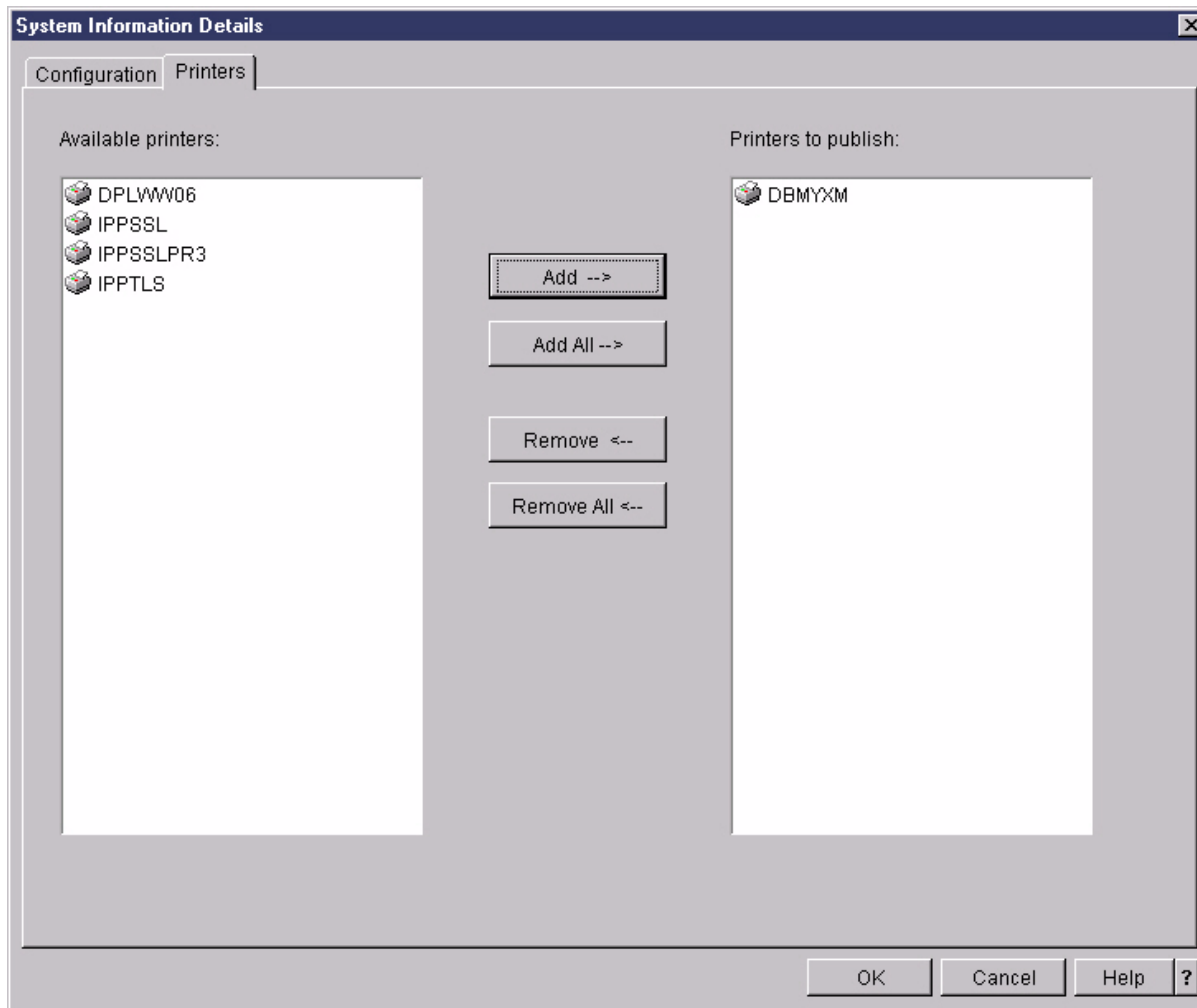 System Information Details
Configuration
Printers
Available printers:
DPLWW06
IPPSSL
IPPSSLPR3
IPPTLS
Add -->
Add All -->
Remove <--
Remove All <--
Printers to publish:
DBMYXM
OK
Cancel
Help
?